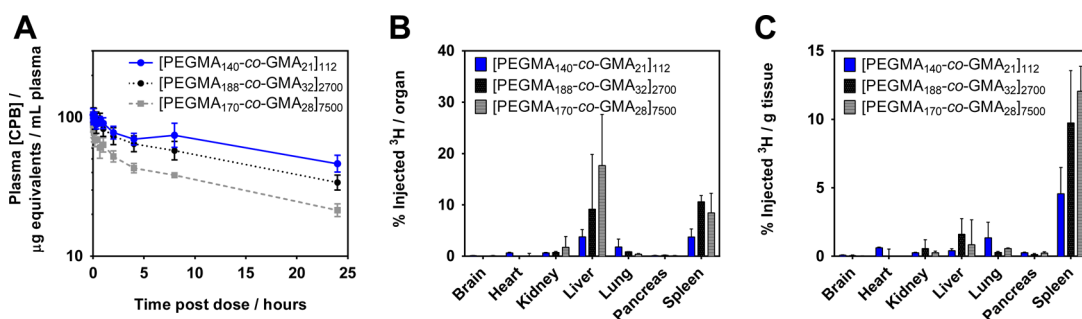 A
Plasma [CPB] /
µg equivalents / mL plasma
100
10
[PEGMA140-co-GMA21]112
[PEGMA188-co-GMA32]2700
[PEGMA170-co-GMA28]7500
0 5 10 15 20 25
Time post dose / hours
B
% Injected ³H / organ
40
30
20
10
0
[PEGMA140-co-GMA21]112
[PEGMA188-co-GMA32]2700
[PEGMA170-co-GMA28]7500
Brain
Heart
Kidney
Liver
Lung
Pancreas
Spleen
C
% Injected ³H / g tissue
15
10
5
0
[PEGMA140-co-GMA21]112
[PEGMA188-co-GMA32]2700
[PEGMA170-co-GMA28]7500
Brain
Heart
Kidney
Liver
Lung
Pancreas
Spleen